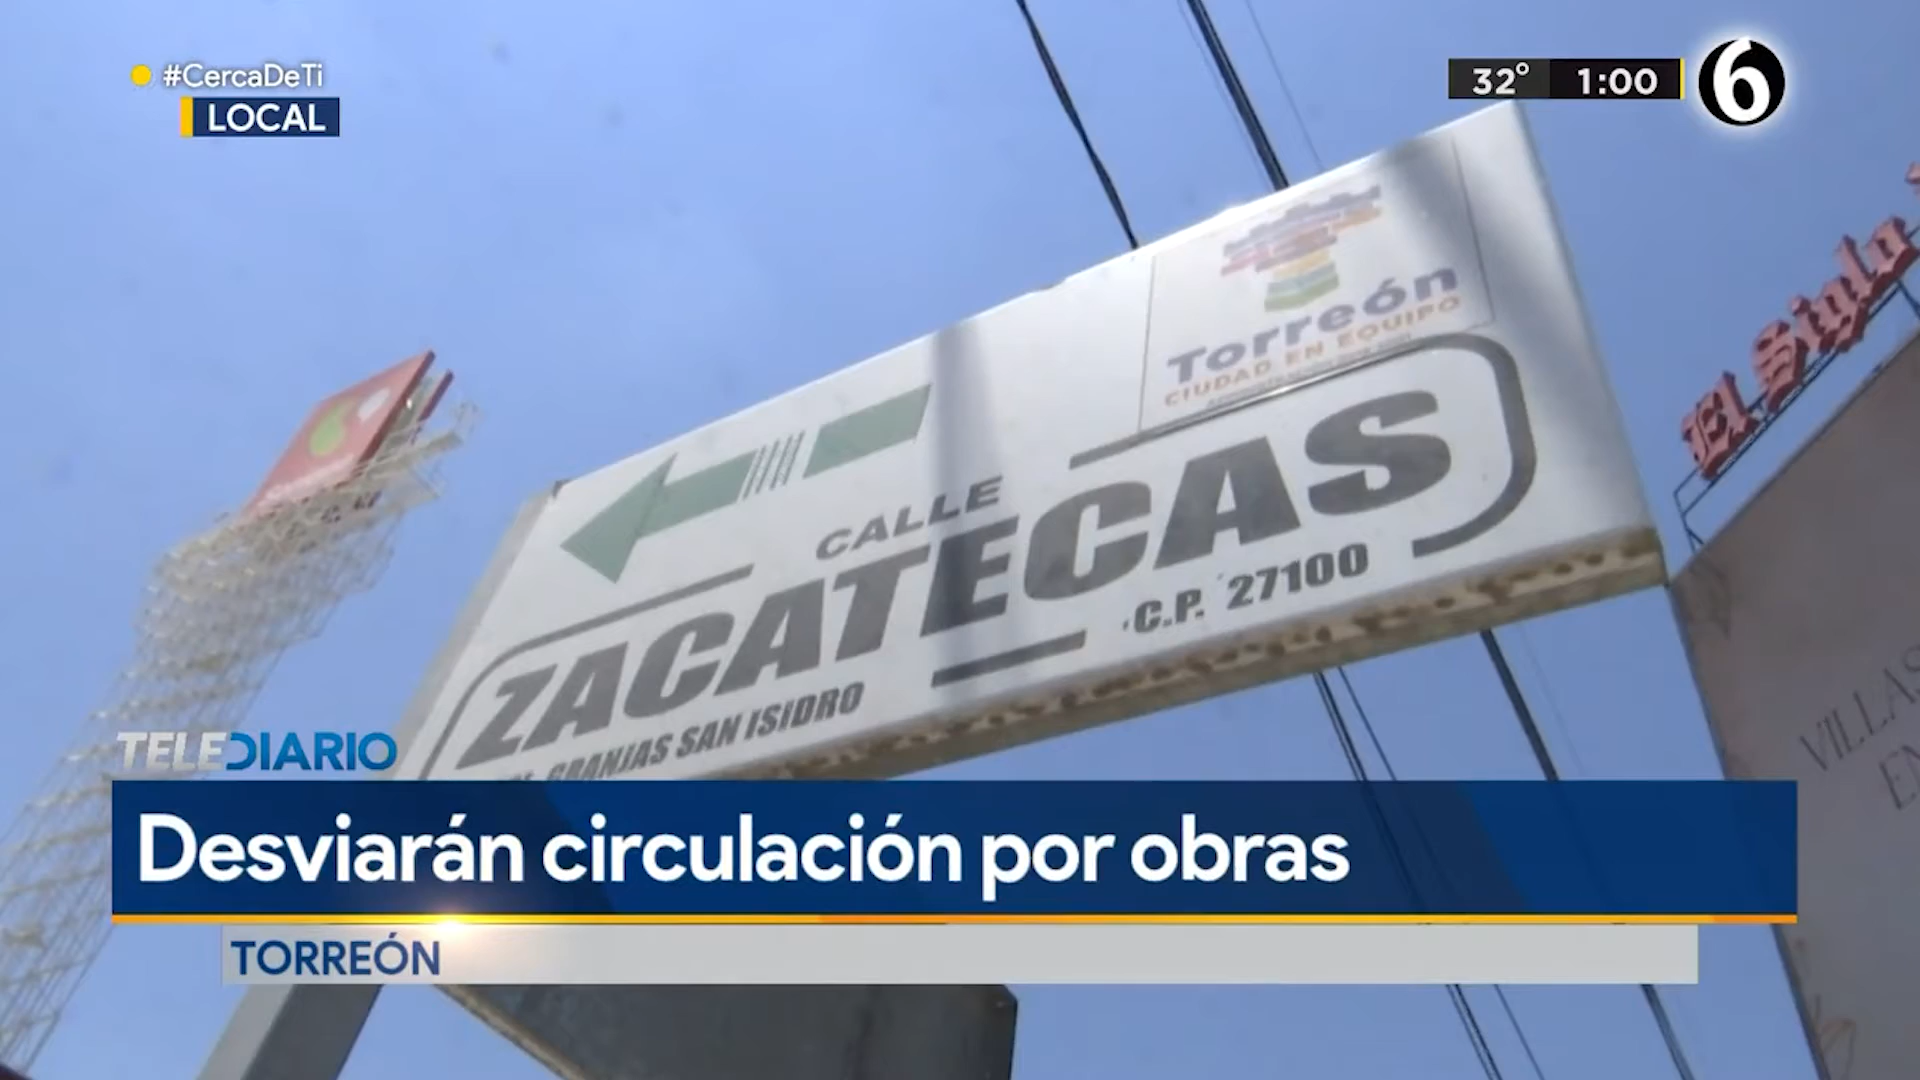 #CercaDeTi
LOCAL
32° 1:00 6
Torreón
CIUDAD EN EQUIPO
CALLE
ZACATECAS
GRANJAS SAN ISIDRO
C.P. 27100
El Siglo
VILLAS
TELEDIARIO
Desviarán circulación por obras
TORREÓN